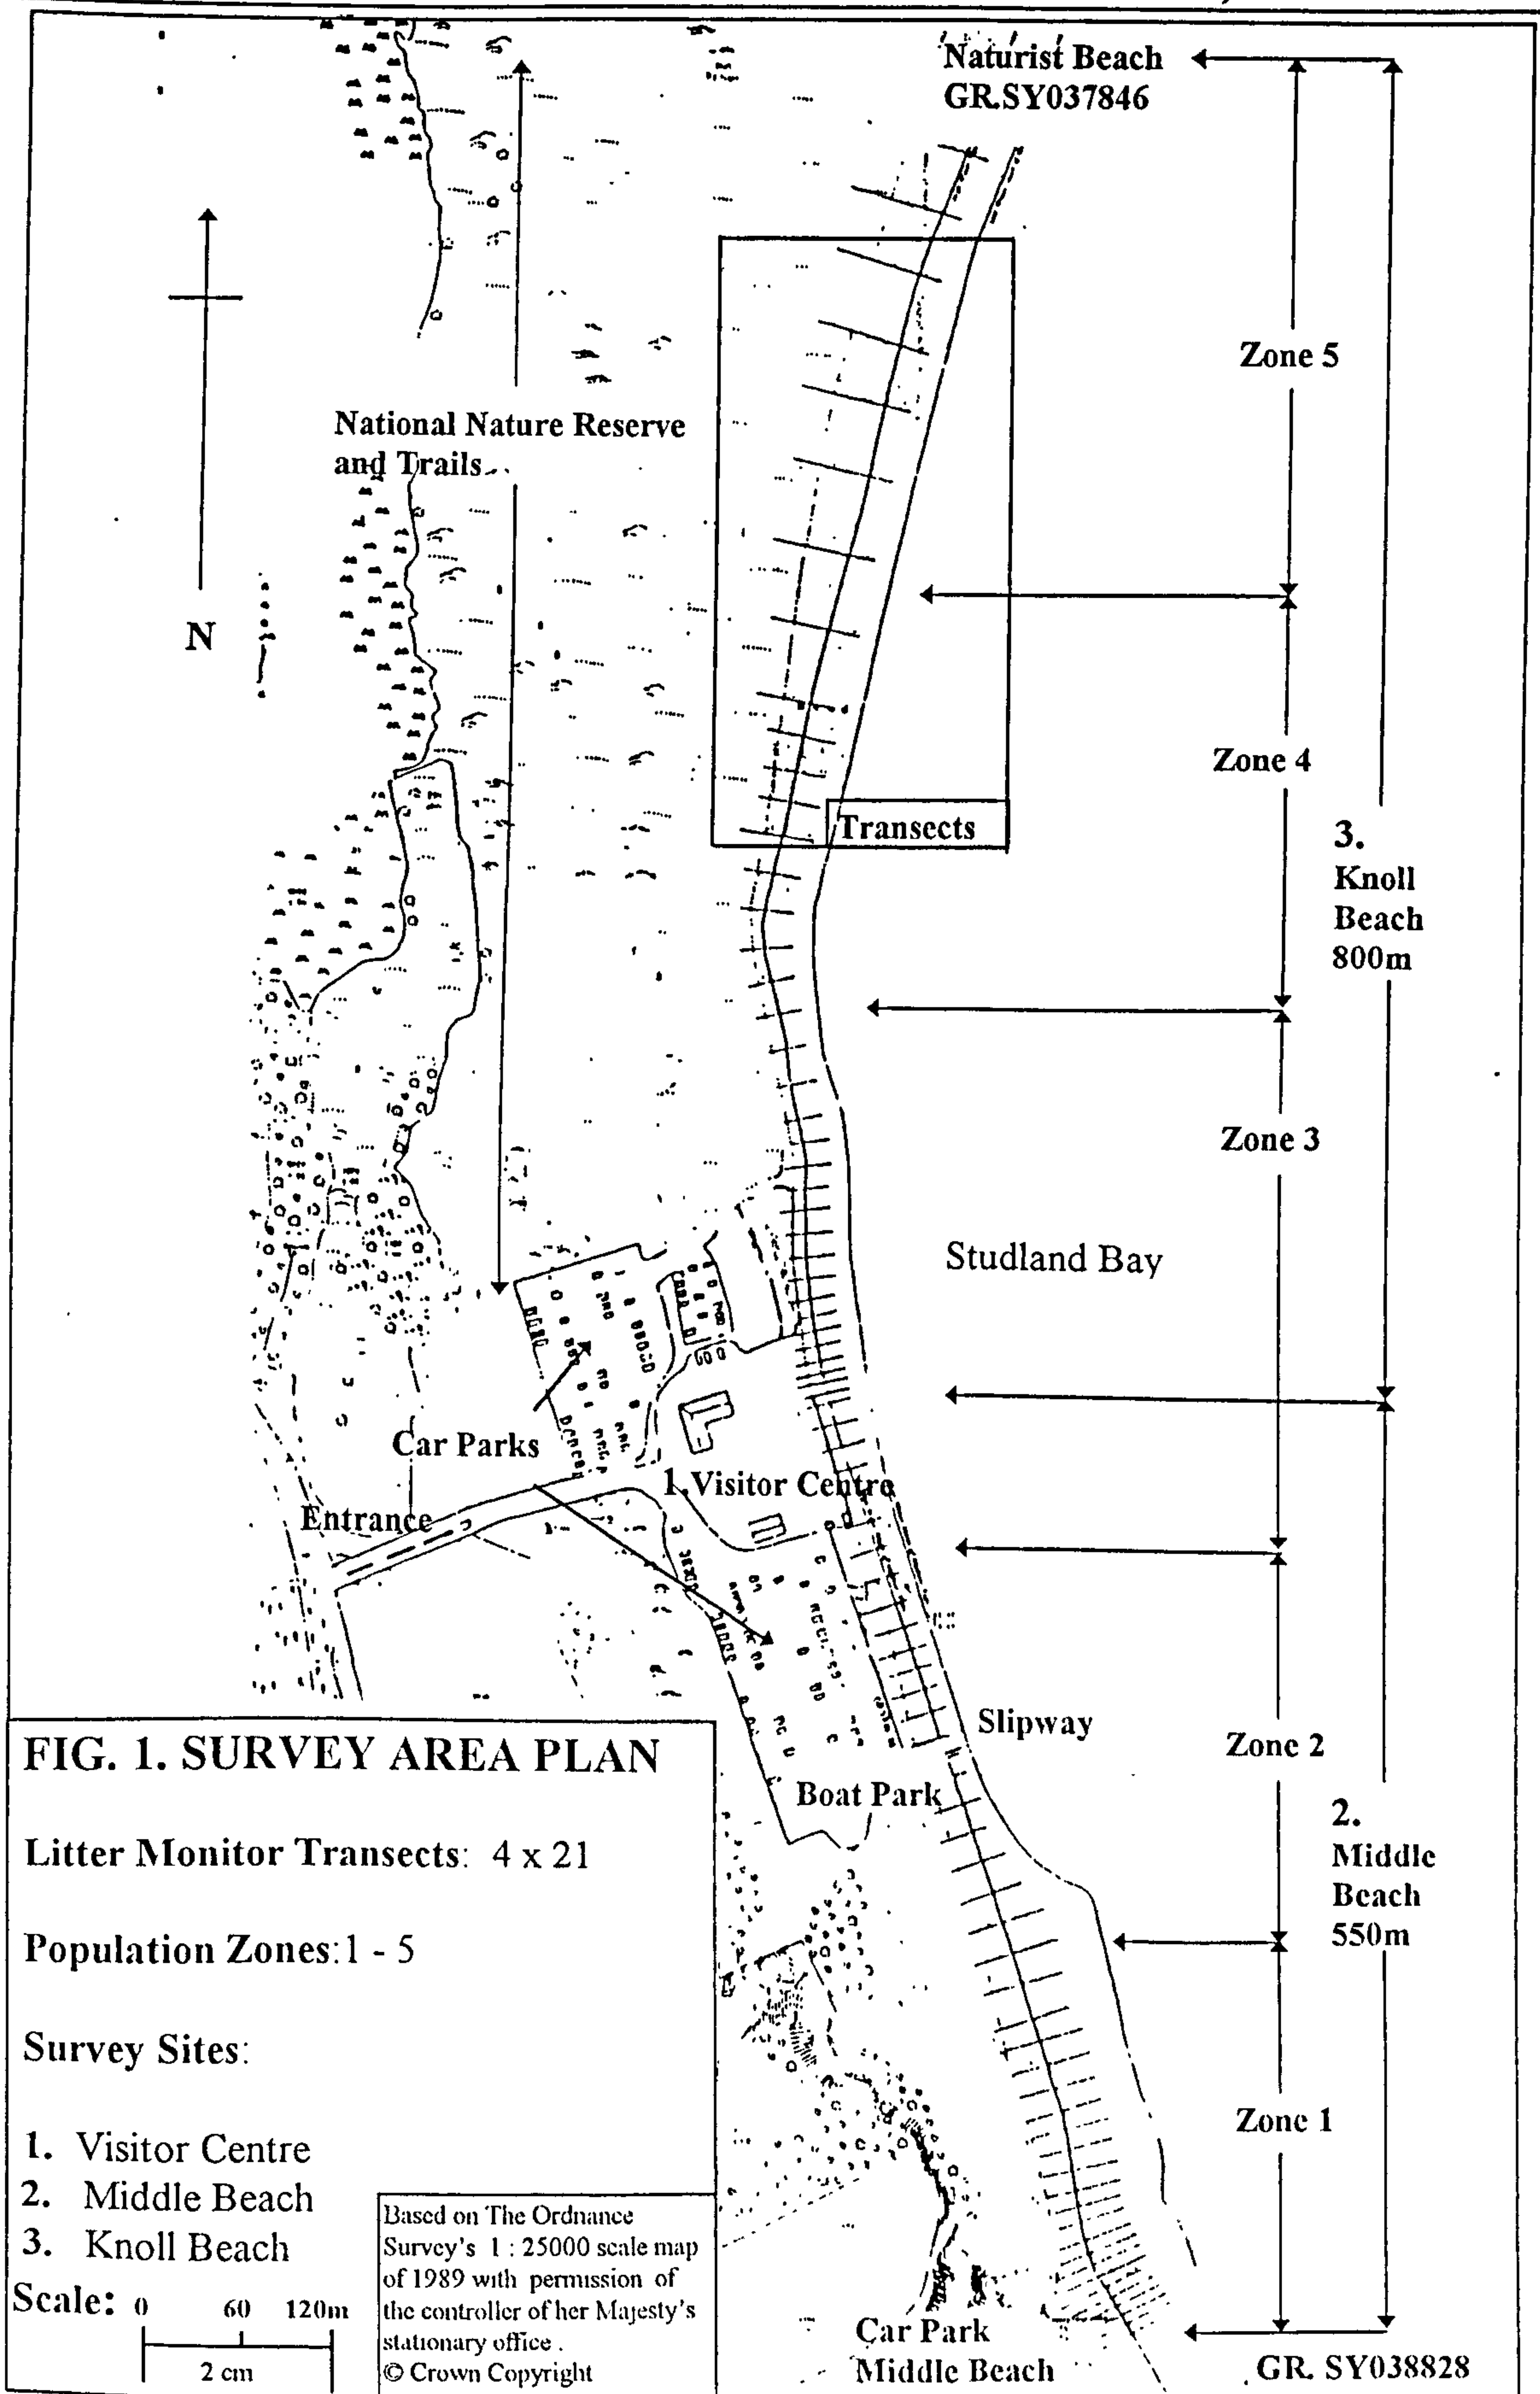 Naturist Beach
GR.SY037846
Zone 5
National Nature Reserve
and Trails
N
Zone 4
Transects
3.
Knoll
Beach
800m
Zone 3
Studland Bay
Car Parks
1.Visitor Centre
Entrance
Slipway
Zone 2
Boat Park
2.
Middle
Beach
550m
Zone 1
FIG. 1. SURVEY AREA PLAN
Litter Monitor Transects: 4 x 21
Population Zones:1 - 5
Survey Sites:
1. Visitor Centre
2. Middle Beach
3. Knoll Beach
Scale: 0 60 120m
2 cm
Based on The Ordnance
Survey's 1 : 25000 scale map
of 1989 with permission of
the controller of her Majesty's
stationary office .
© Crown Copyright
Car Park
Middle Beach
GR. SY038828